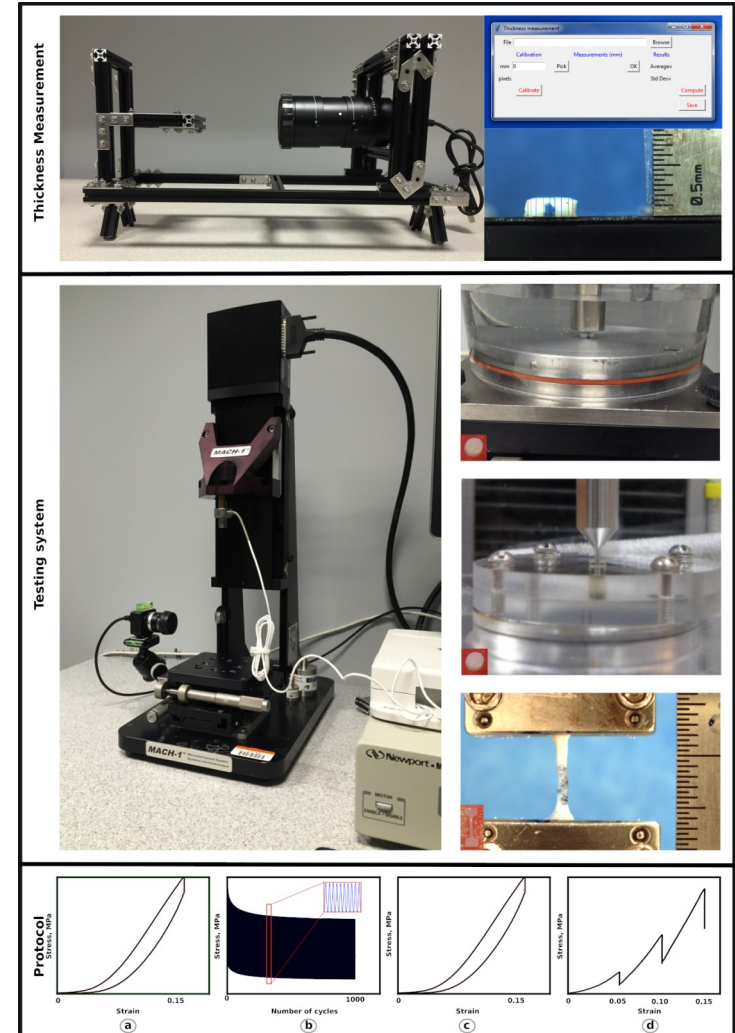 Thickness Measurement
Thickness measurement
File
Browse
Calibration
Measurements (mm)
Results
mm 0
Pick
OK
Average=
pixels
Std Dev=
Calibrate
Compute
Save
0.5mm
Testing system
MACH-1
MACH-1
Newport
MOTOR
ENABLE / DISABLE
Protocol
Stress, MPa
0
0.15
Strain
a
Stress, MPa
0
1000
Number of cycles
b
Stress, MPa
0
0.15
Strain
c
Stress, MPa
0
0.05
0.10
0.15
Strain
d